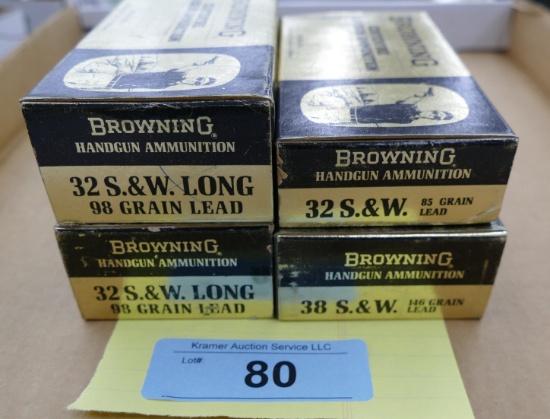 BROWNING
BROWNING
HANDGUN AMMUNITION
32 S.&W. LONG
98 GRAIN LEAD
BROWNING
HANDGUN AMMUNITION
32 S.&W. 85 GRAIN LEAD
BROWNING
HANDGUN AMMUNITION
32 S.&W. LONG
98 GRAIN LEAD
BROWNING
HANDGUN AMMUNITION
38 S.&W. 146 GRAIN LEAD
Kramer Auction Service LLC
Lot#:
80